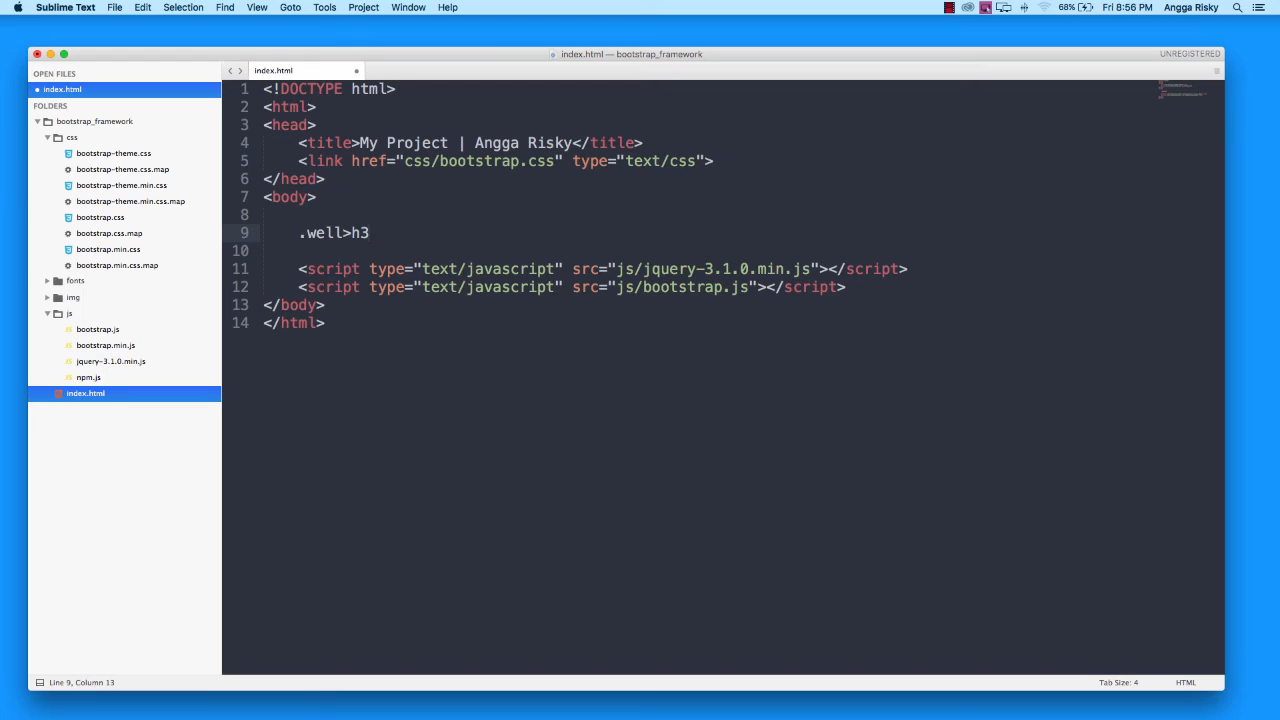 Sublime Text File Edit Selection Find View Goto Tools Project Window Help 68% Fri 8:56 PM Angga Risky
index.html — bootstrap_framework UNREGISTERED
OPEN FILES
index.html
FOLDERS
bootstrap_framework
css
bootstrap-theme.css
bootstrap-theme.css.map
bootstrap-theme.min.css
bootstrap-theme.min.css.map
bootstrap.css
bootstrap.css.map
bootstrap.min.css
bootstrap.min.css.map
fonts
img
js
bootstrap.js
bootstrap.min.js
jquery-3.1.0.min.js
npm.js
index.html
index.html
1 <!DOCTYPE html>
2 <html>
3 <head>
4 <title>My Project | Angga Risky</title>
5 <link href="css/bootstrap.css" type="text/css">
6 </head>
7 <body>
8
9 .well>h3
10
11 <script type="text/javascript" src="js/jquery-3.1.0.min.js"></script>
12 <script type="text/javascript" src="js/bootstrap.js"></script>
13 </body>
14 </html>
Line 9, Column 13 Tab Size: 4 HTML